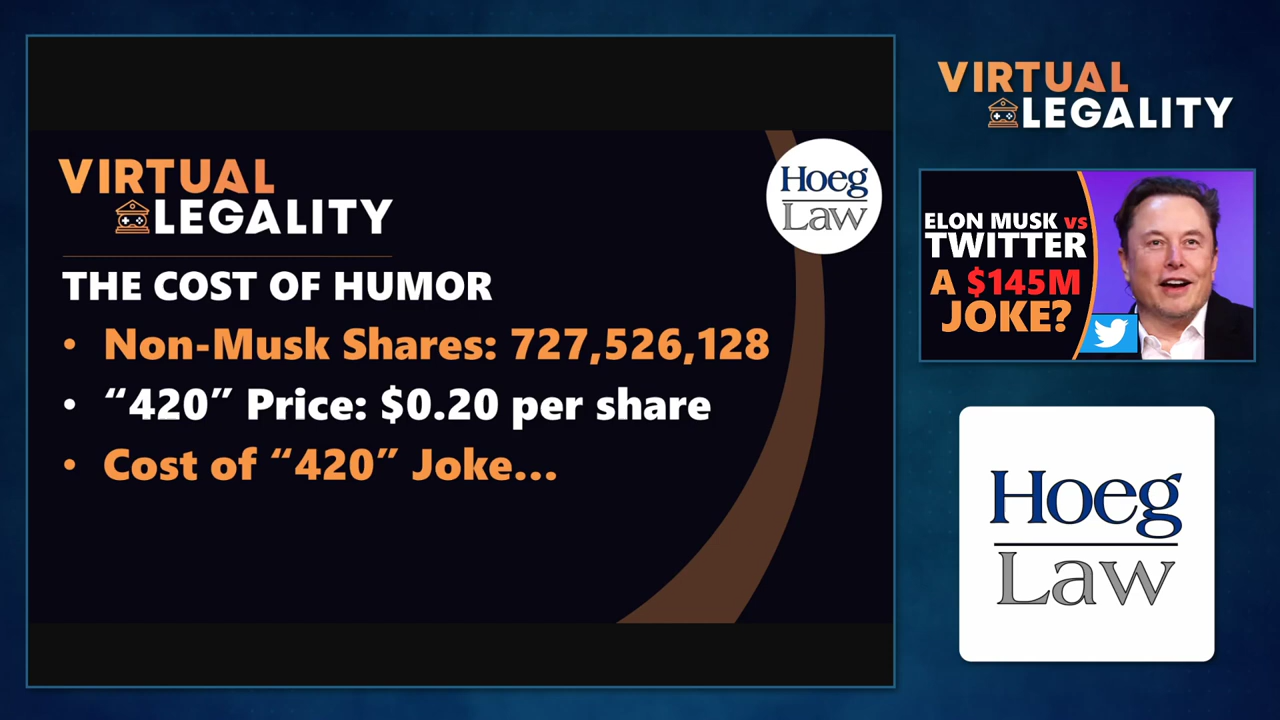 VIRTUAL
LEGALITY
Hoeg
Law
THE COST OF HUMOR
• Non-Musk Shares: 727,526,128
• “420” Price: $0.20 per share
• Cost of “420” Joke...
VIRTUAL
LEGALITY
ELON MUSK vs
TWITTER
A $145M
JOKE?
Hoeg
Law